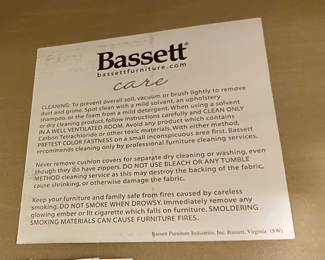 Bassett®
bassettfurniture.com
care
CLEANING: To prevent overall soil, vacuum or brush lightly to remove
dust and grime. Spot clean with a mild solvent, an upholstery
shampoo, or the foam from a mild detergent. When using a solvent
or dry cleaning product, follow instructions carefully and CLEAN ONLY
IN A WELL VENTILATED ROOM. Avoid any product which contains
Carbon Tetrachloride or other toxic materials. With either method,
PRETEST COLOR FASTNESS on a small inconspicuous area first. Bassett
recommends cleaning only by professional furniture cleaning services.
Never remove cushion covers for separate dry cleaning or washing, even
though they do have zippers. DO NOT USE BLEACH OR ANY TUMBLE
METHOD cleaning service as this may destroy the backing of the fabric,
cause shrinking, or otherwise damage the fabric.
Keep your furniture and family safe from fires caused by careless
smoking. DO NOT SMOKE WHEN DROWSY. Immediately remove any
glowing ember or lit cigarette which falls on furniture. SMOLDERING
SMOKING MATERIALS CAN CAUSE FURNITURE FIRES.
Bassett Furniture Industries, Inc. Bassett, Virginia (SW)